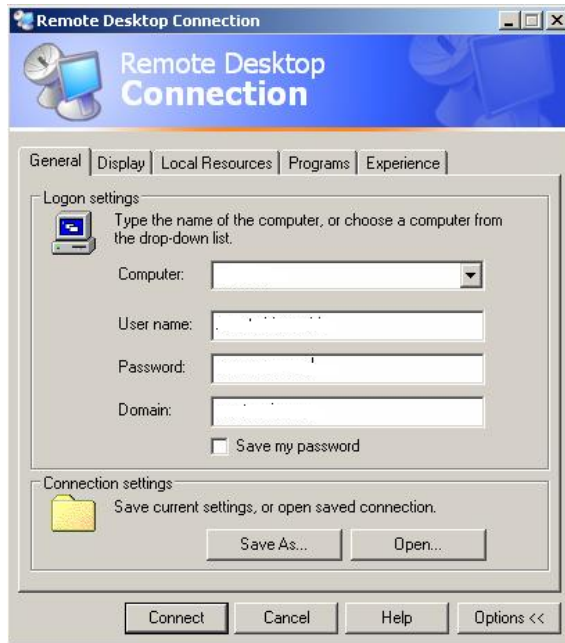 Remote Desktop Connection
Remote Desktop
Connection
General Display Local Resources Programs Experience
Logon settings
Type the name of the computer, or choose a computer from
the drop-down list.
Computer:
User name:
Password:
Domain:
Save my password
Connection settings
Save current settings, or open saved connection.
Save As... Open...
Connect Cancel Help Options <<